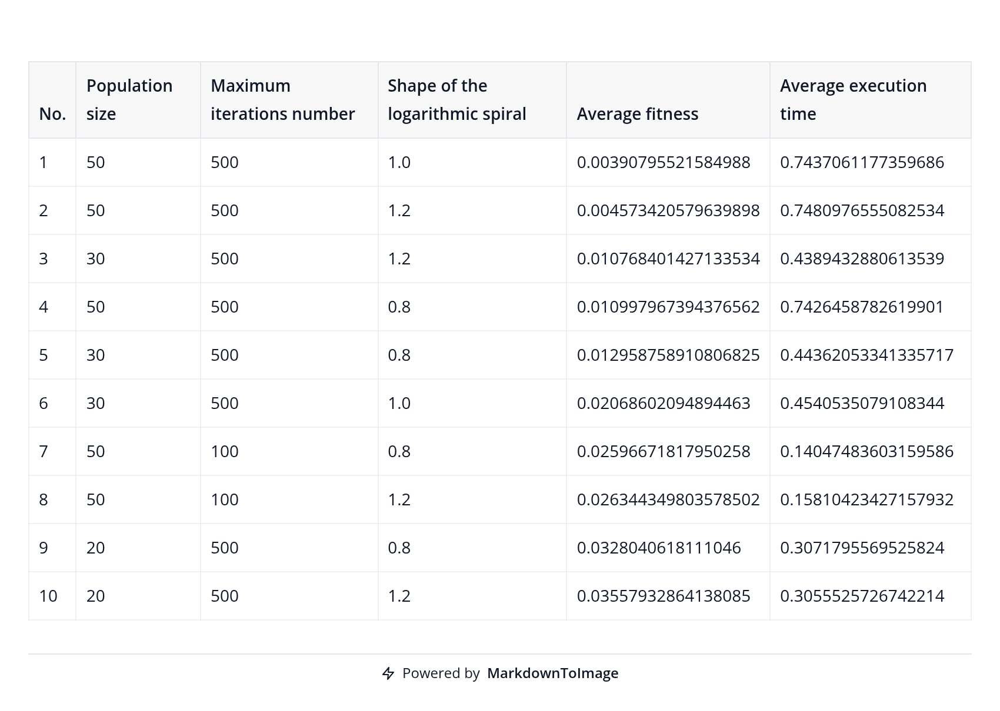 No. Population size Maximum iterations number Shape of the logarithmic spiral Average fitness Average execution time
1 50 500 1.0 0.00390795521584988 0.7437061177359686
2 50 500 1.2 0.004573420579639898 0.7480976555082534
3 30 500 1.2 0.010768401427133534 0.4389432880613539
4 50 500 0.8 0.010997967394376562 0.7426458782619901
5 30 500 0.8 0.012958758910806825 0.44362053341335717
6 30 500 1.0 0.02068602094894463 0.4540535079108344
7 50 100 0.8 0.02596671817950258 0.14047483603159586
8 50 100 1.2 0.026344349803578502 0.15810423427157932
9 20 500 0.8 0.0328040618111046 0.3071795569525824
10 20 500 1.2 0.03557932864138085 0.3055525726742214
Powered by MarkdownToImage